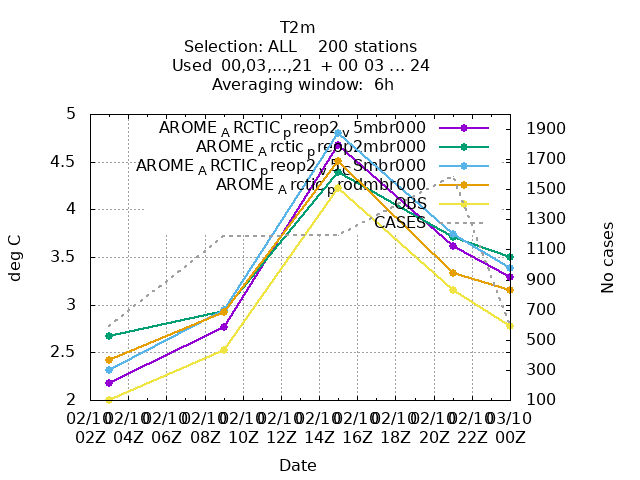 T2m
Selection: ALL    200 stations
Used  00,03,...,21  + 00 03 ... 24
Averaging window:  6h
5
4.5
4
3.5
3
2.5
2
deg C
AROME_ARCTIC_preop2_v5mbr000
AROME_Arctic_preop2mbr000
AROME_ARCTIC_preop2_v5_Smbr000
AROME_Arctic_prodmbr000
OBS
CASES
1900
1700
1500
1300
1100
900
700
500
300
100
No cases
02/10 02/10 02/10 02/10 02/10 02/10 02/10 02/10 02/10 02/10 02/10 03/10
02Z 04Z 06Z 08Z 10Z 12Z 14Z 16Z 18Z 20Z 22Z 00Z
Date